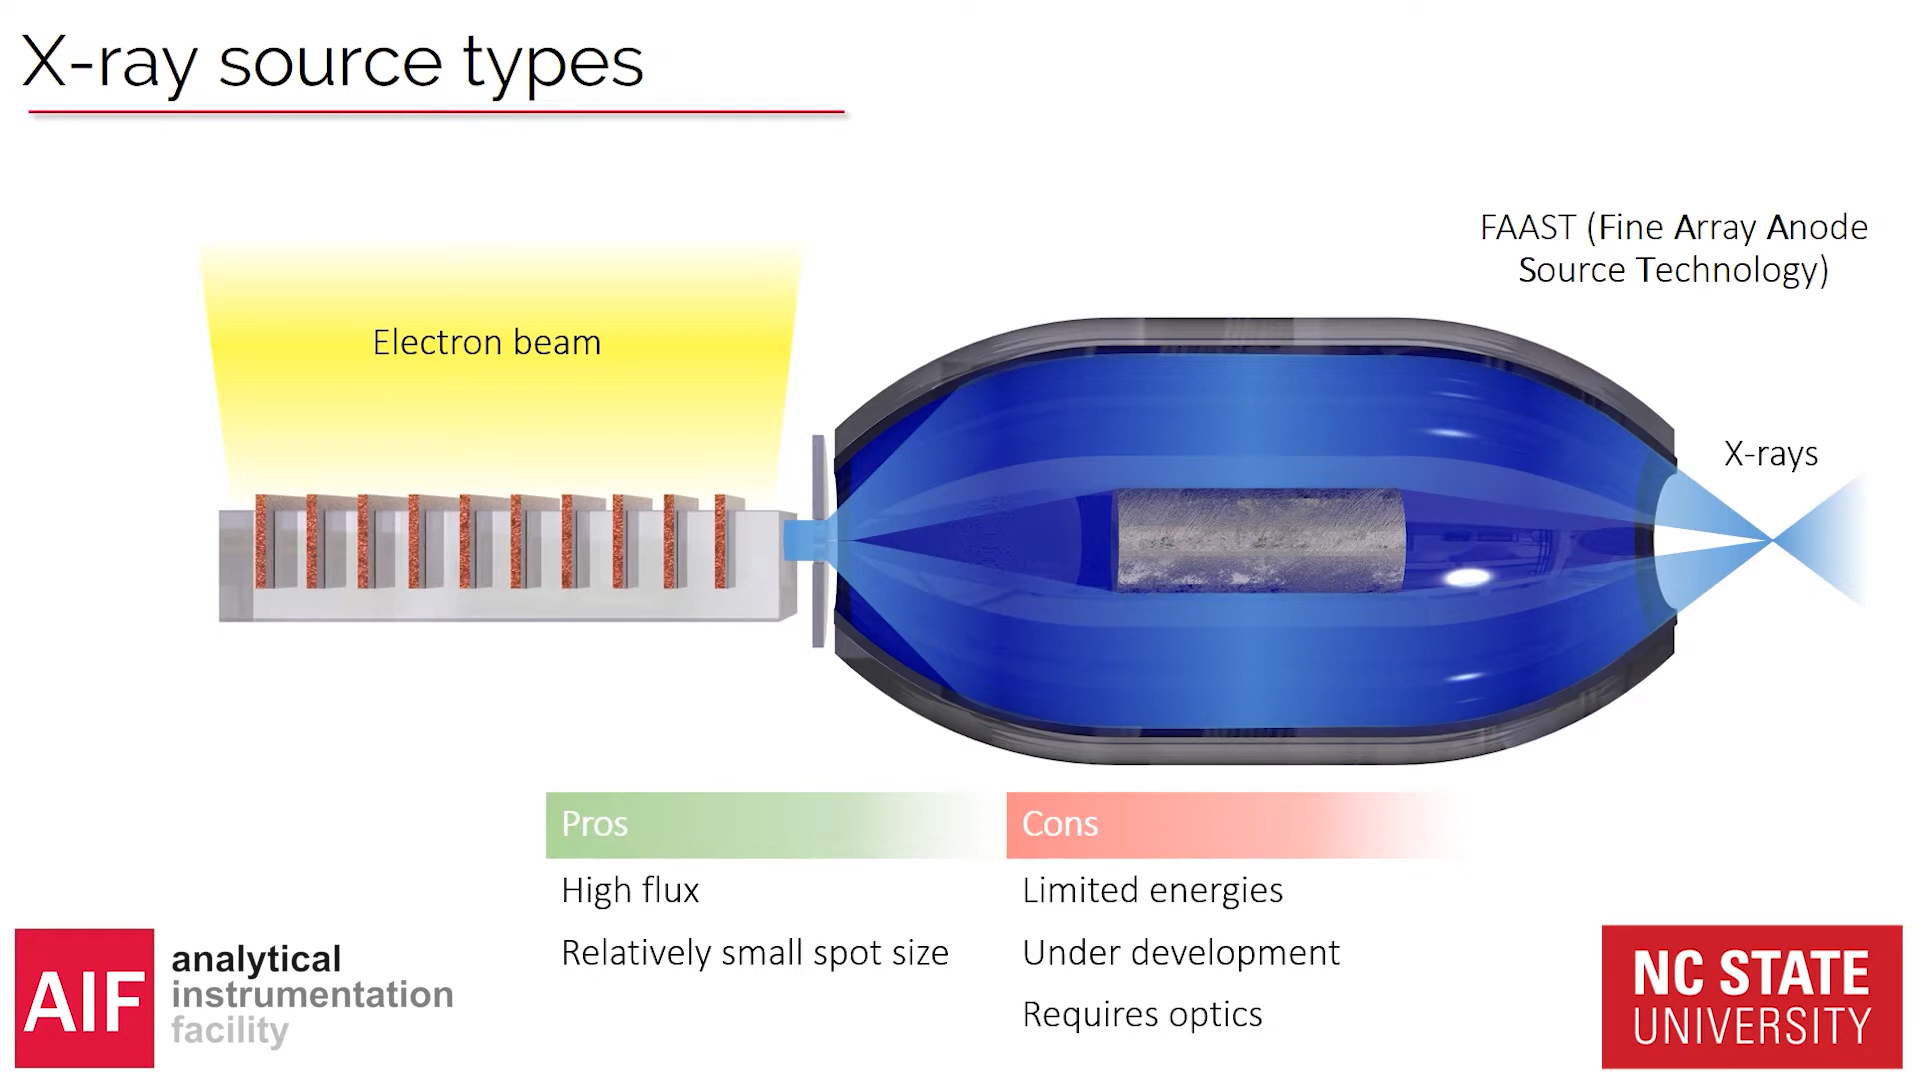 X-ray source types
FAAST (Fine Array Anode
Source Technology)
Electron beam
X-rays
Pros
High flux
Relatively small spot size
Cons
Limited energies
Under development
Requires optics
AIF
analytical
instrumentation
facility
NC STATE
UNIVERSITY